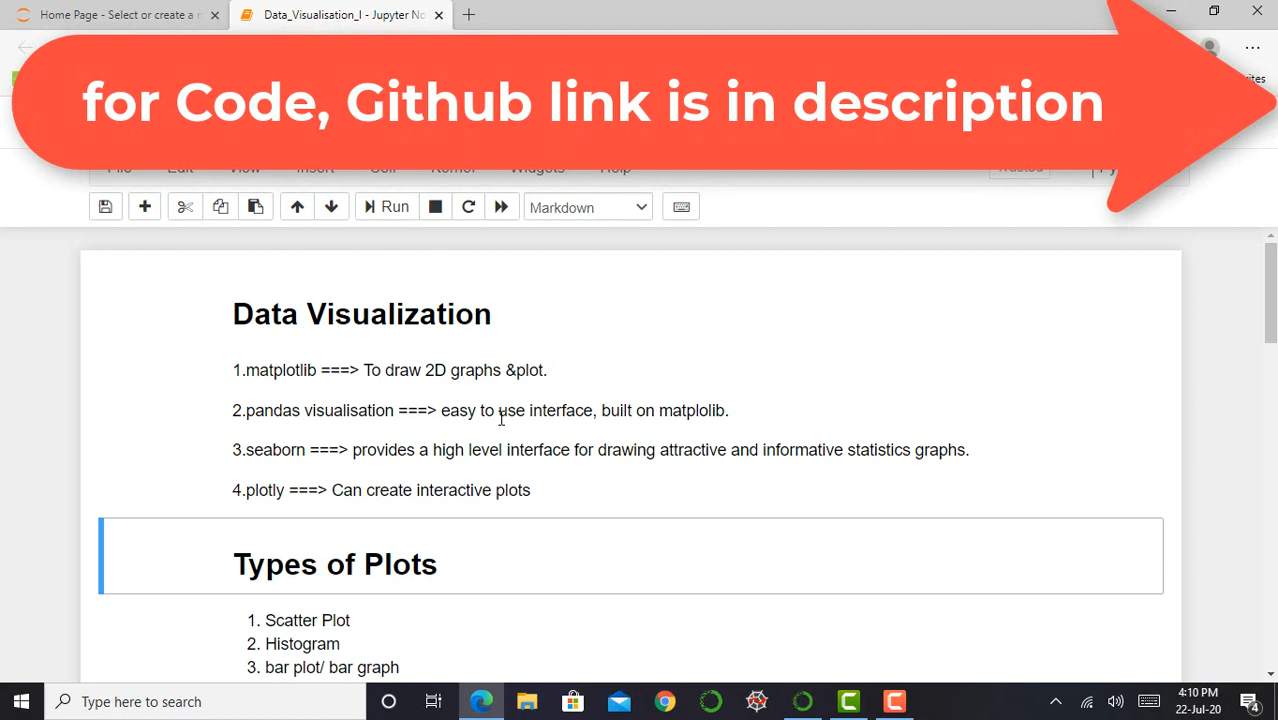 Home Page - Select or create a n
Data_Visualisation_I - Jupyter No
for Code, Github link is in description
Run
Markdown
Data Visualization
1.matplotlib ===> To draw 2D graphs &plot.
2.pandas visualisation ===> easy to use interface, built on matplolib.
3.seaborn ===> provides a high level interface for drawing attractive and informative statistics graphs.
4.plotly ===> Can create interactive plots
Types of Plots
1. Scatter Plot
2. Histogram
3. bar plot/ bar graph
Type here to search
4:10 PM
22-Jul-20
4